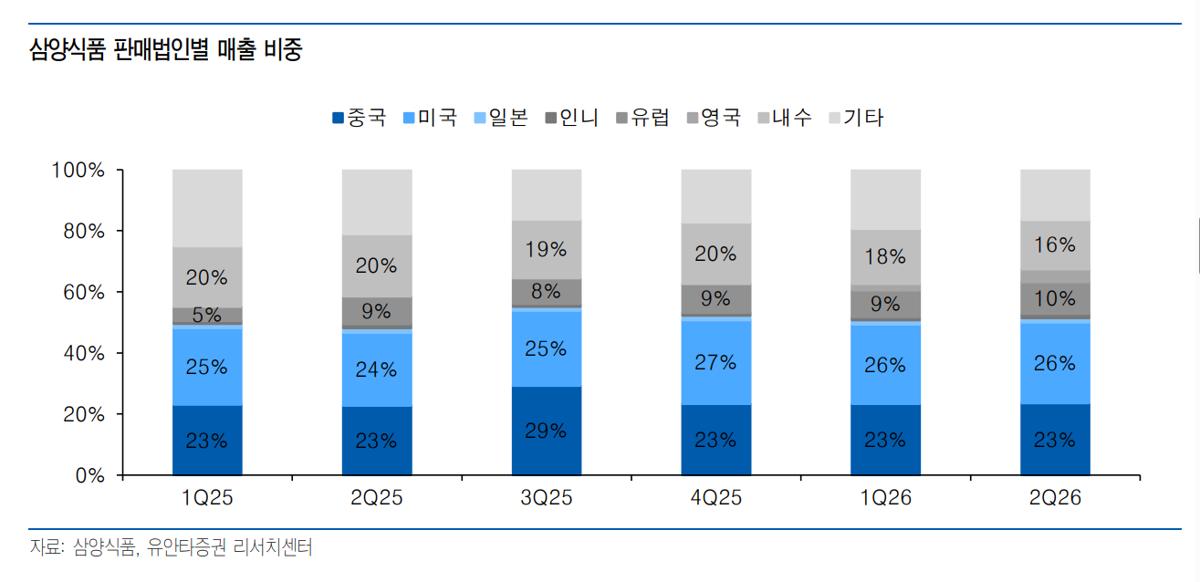 삼양식품 판매법인별 매출 비중
중국 미국 일본 인니 유럽 영국 내수 기타
100%
80%
60%
40%
20%
0%
20% 20% 19% 20% 18% 16%
5% 9% 8% 9% 9% 10%
25% 24% 25% 27% 26% 26%
23% 23% 29% 23% 23% 23%
1Q25 2Q25 3Q25 4Q25 1Q26 2Q26
자료: 삼양식품, 유안타증권 리서치센터